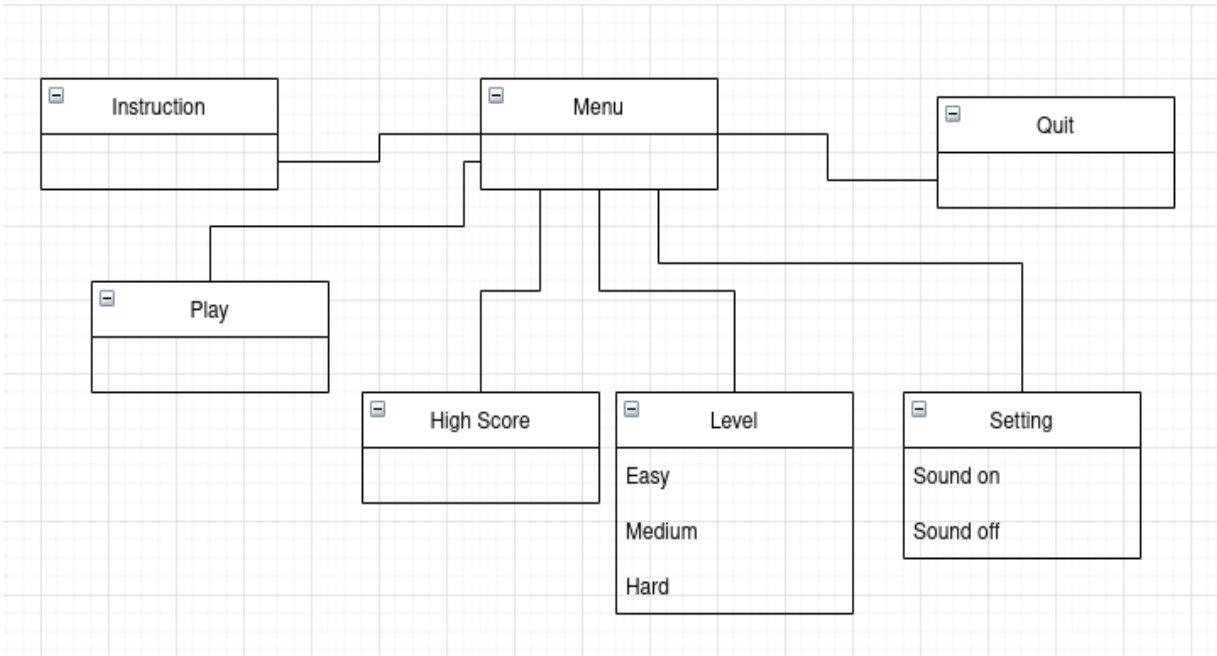 Instruction
Menu
Quit
Play
High Score
Level
Easy
Medium
Hard
Setting
Sound on
Sound off